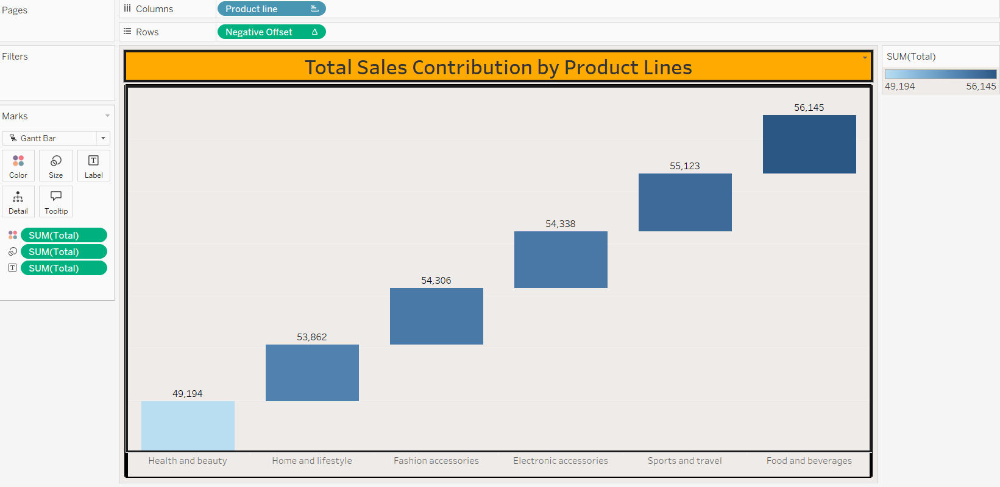 Pages
Columns
Product line
Rows
Negative Offset
Filters
Total Sales Contribution by Product Lines
SUM(Total)
49,194 56,145
Marks
Gantt Bar
Color Size Label
Detail Tooltip
SUM(Total)
SUM(Total)
SUM(Total)
56,145
55,123
54,338
54,306
53,862
49,194
Health and beauty Home and lifestyle Fashion accessories Electronic accessories Sports and travel Food and beverages